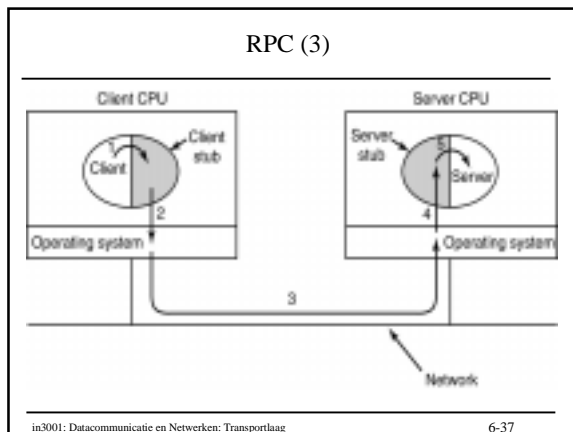 RPC (3)
Client CPU
Server CPU
1
Client
stub
Client
Server
stub
5
Server
2
4
Operating system
Operating system
3
Network
in3001: Datacommunicatie en Netwerken: Transportlaag
6-37